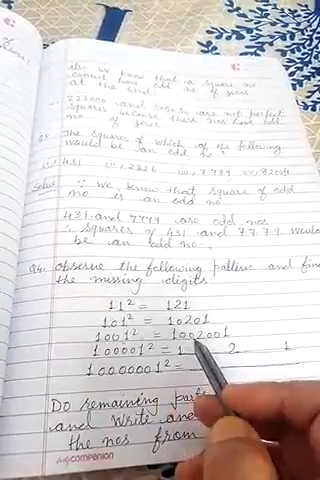 also we know that a square no
cannot have odd no of zeros
at the end.
∴ 222000 and 505050 are not perfect
squares because these nos have odd
no of zeros
Q3 The squares of which of the following
would be an odd no?
(i) 431 (ii) 2826 (iii) 7779 (iv) 82004
Solus ∵ we know that square of odd
no is an odd no
431 and 7779 are odd nos
∴ squares of 431 and 7779 would
be an odd no.
Q4. Observe the following pattern and find
the missing digits.
11² = 121
101² = 10201
1001² = 1002001
100001² = 1 2 1
10000001² =
Do remaining parts
and write and
the nos from
companion